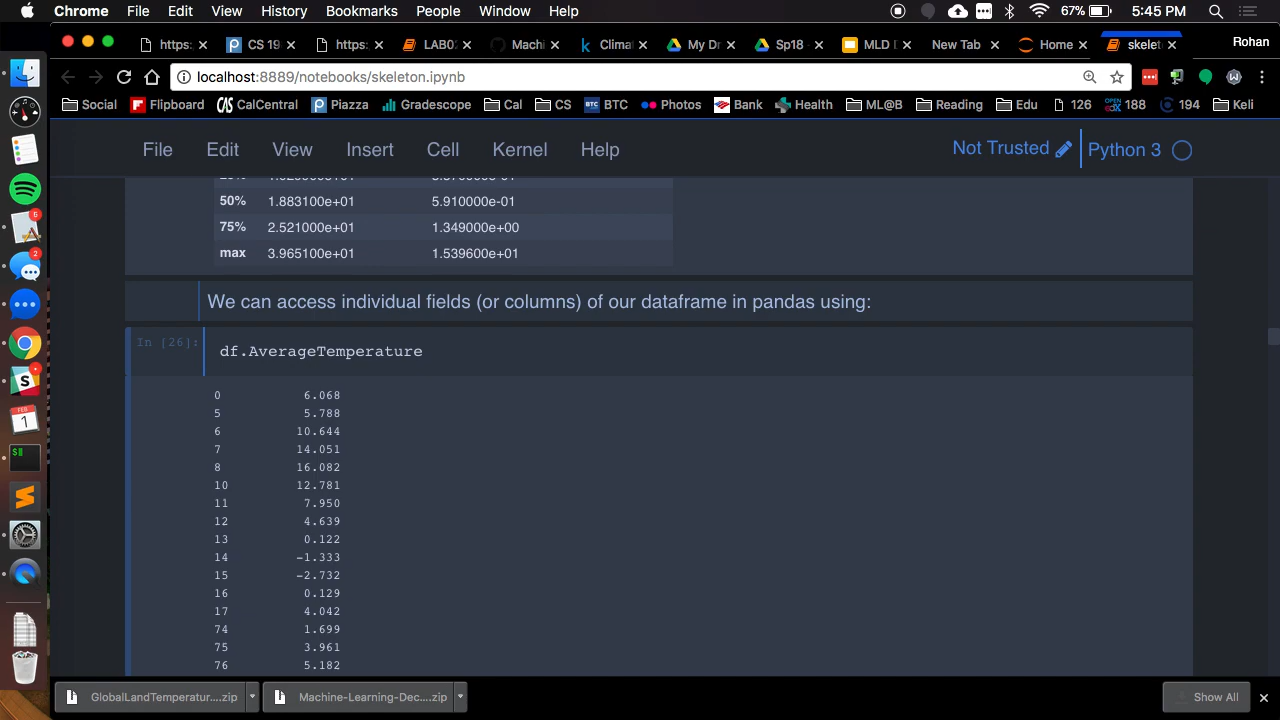 Chrome File Edit View History Bookmarks People Window Help 67% 5:45 PM
https: CS 19 https: LAB02 Machi Climat My Dr Sp18 - MLD D New Tab Home skelet Rohan
localhost:8889/notebooks/skeleton.ipynb
Social Flipboard CalCentral Piazza Gradescope Cal CS BTC Photos Bank Health ML@B Reading Edu 126 188 194 Keli
File Edit View Insert Cell Kernel Help Not Trusted Python 3
50% 1.883100e+01 5.910000e-01
75% 2.521000e+01 1.349000e+00
max 3.965100e+01 1.539600e+01
We can access individual fields (or columns) of our dataframe in pandas using:
In [26]: df.AverageTemperature
0 6.068
5 5.788
6 10.644
7 14.051
8 16.082
10 12.781
11 7.950
12 4.639
13 0.122
14 -1.333
15 -2.732
16 0.129
17 4.042
74 1.699
75 3.961
76 5.182
GlobalLandTemperatur....zip Machine-Learning-Dec....zip Show All